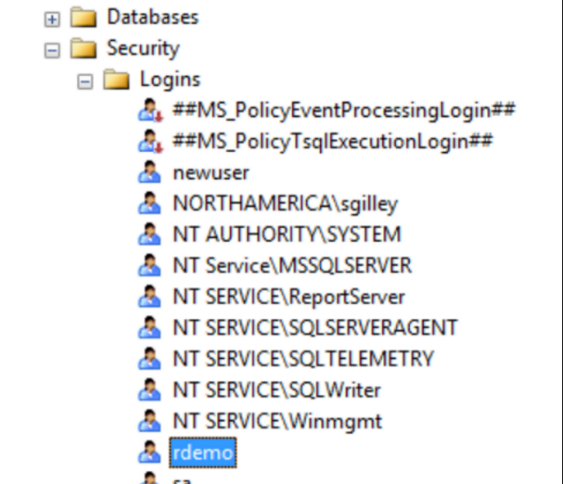 Databases
Security
Logins
##MS_PolicyEventProcessingLogin##
##MS_PolicyTsqlExecutionLogin##
newuser
NORTHAMERICA\sgilley
NT AUTHORITY\SYSTEM
NT Service\MSSQLSERVER
NT SERVICE\ReportServer
NT SERVICE\SQLSERVERAGENT
NT SERVICE\SQLTELEMETRY
NT SERVICE\SQLWriter
NT SERVICE\Winmgmt
rdemo